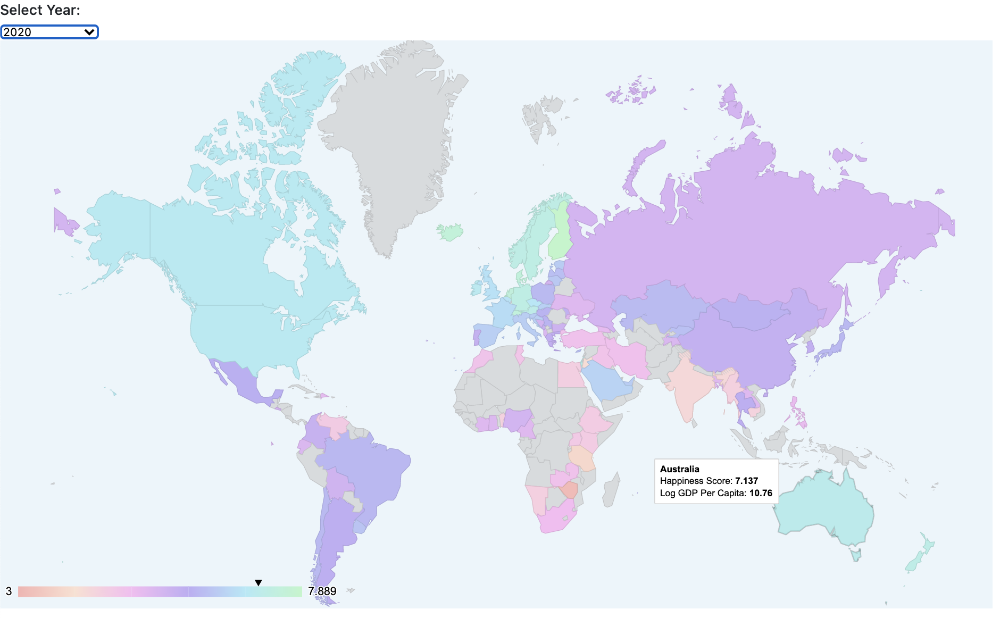 Select Year:
2020
Australia
Happiness Score: 7.137
Log GDP Per Capita: 10.76
3
7.889